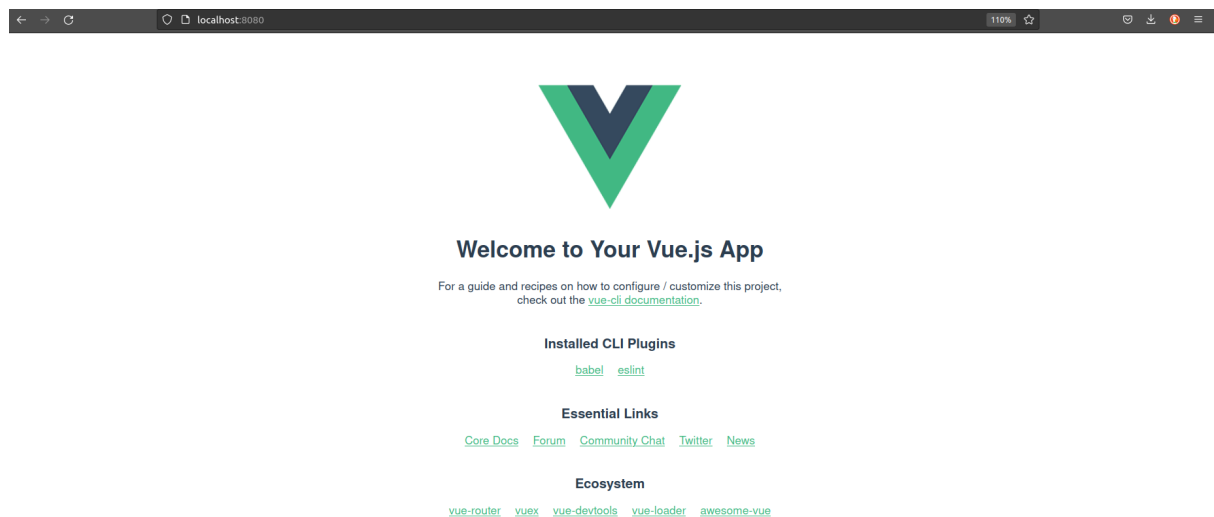 localhost:8080 110%
Welcome to Your Vue.js App
For a guide and recipes on how to configure / customize this project,
check out the vue-cli documentation.
Installed CLI Plugins
babel eslint
Essential Links
Core Docs Forum Community Chat Twitter News
Ecosystem
vue-router vuex vue-devtools vue-loader awesome-vue